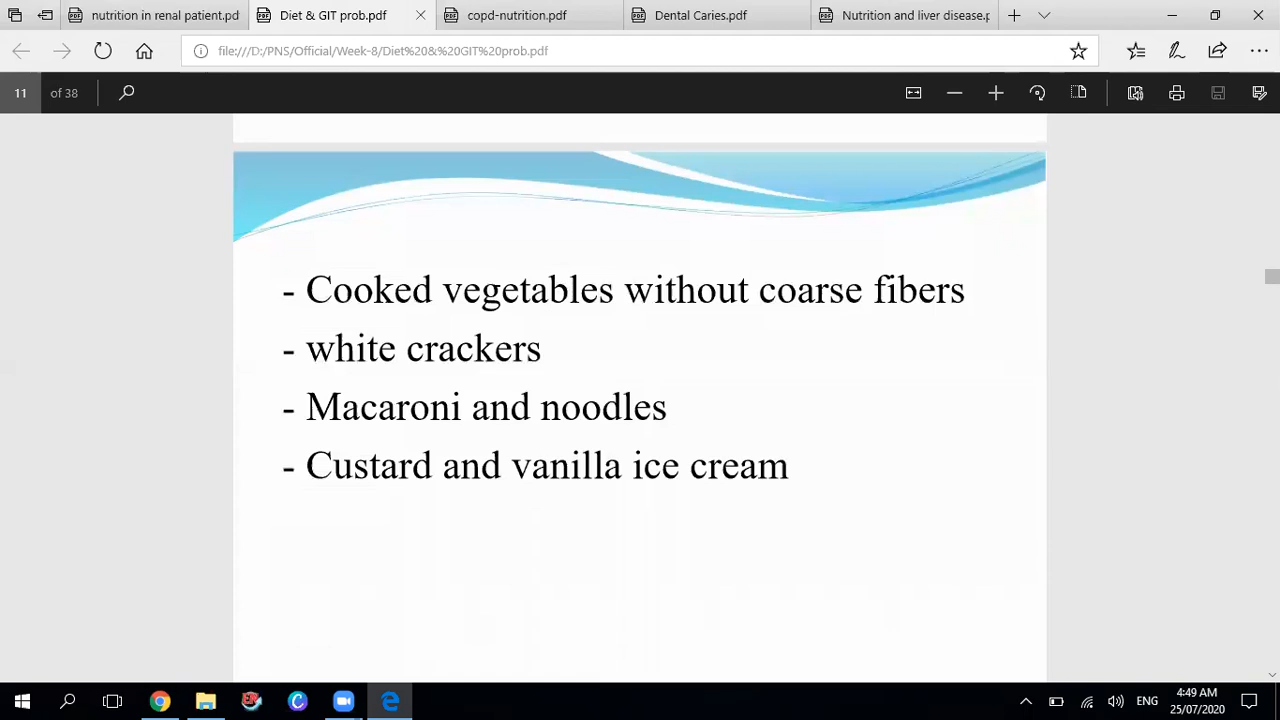 nutrition in renal patient.pd
Diet & GIT prob.pdf
copd-nutrition.pdf
Dental Caries.pdf
Nutrition and liver disease.p
file:///D:/PNS/Official/Week-8/Diet%20&%20GIT%20prob.pdf
11 of 38
- Cooked vegetables without coarse fibers
- white crackers
- Macaroni and noodles
- Custard and vanilla ice cream
ENG
4:49 AM
25/07/2020